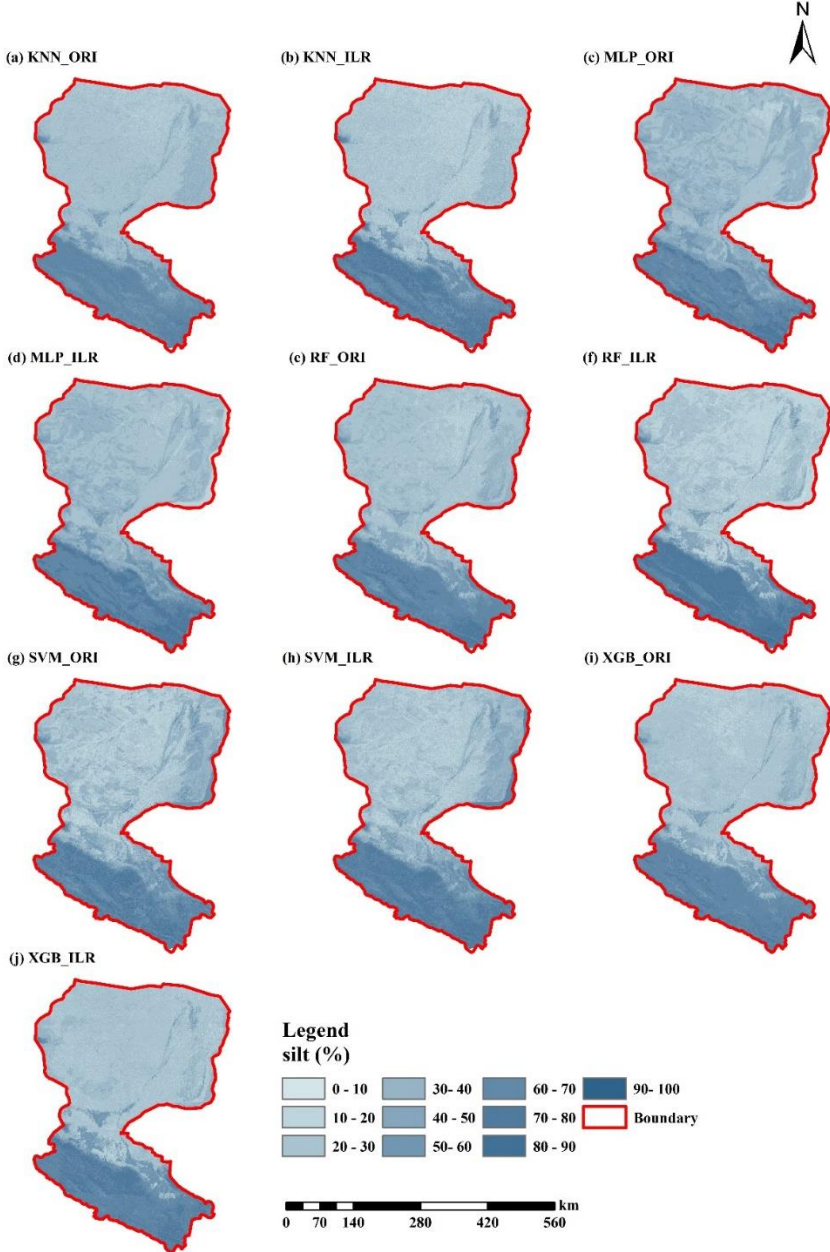 N
(a) KNN_ORI
(b) KNN_ILR
(c) MLP_ORI
(d) MLP_ILR
(c) RF_ORI
(f) RF_ILR
(g) SVM_ORI
(h) SVM_ILR
(i) XGB_ORI
(j) XGB_ILR
Legend
silt (%)
0 - 10 30- 40 60 - 70 90- 100
10 - 20 40 - 50 70 - 80 Boundary
20 - 30 50- 60 80 - 90
km
0 70 140 280 420 560